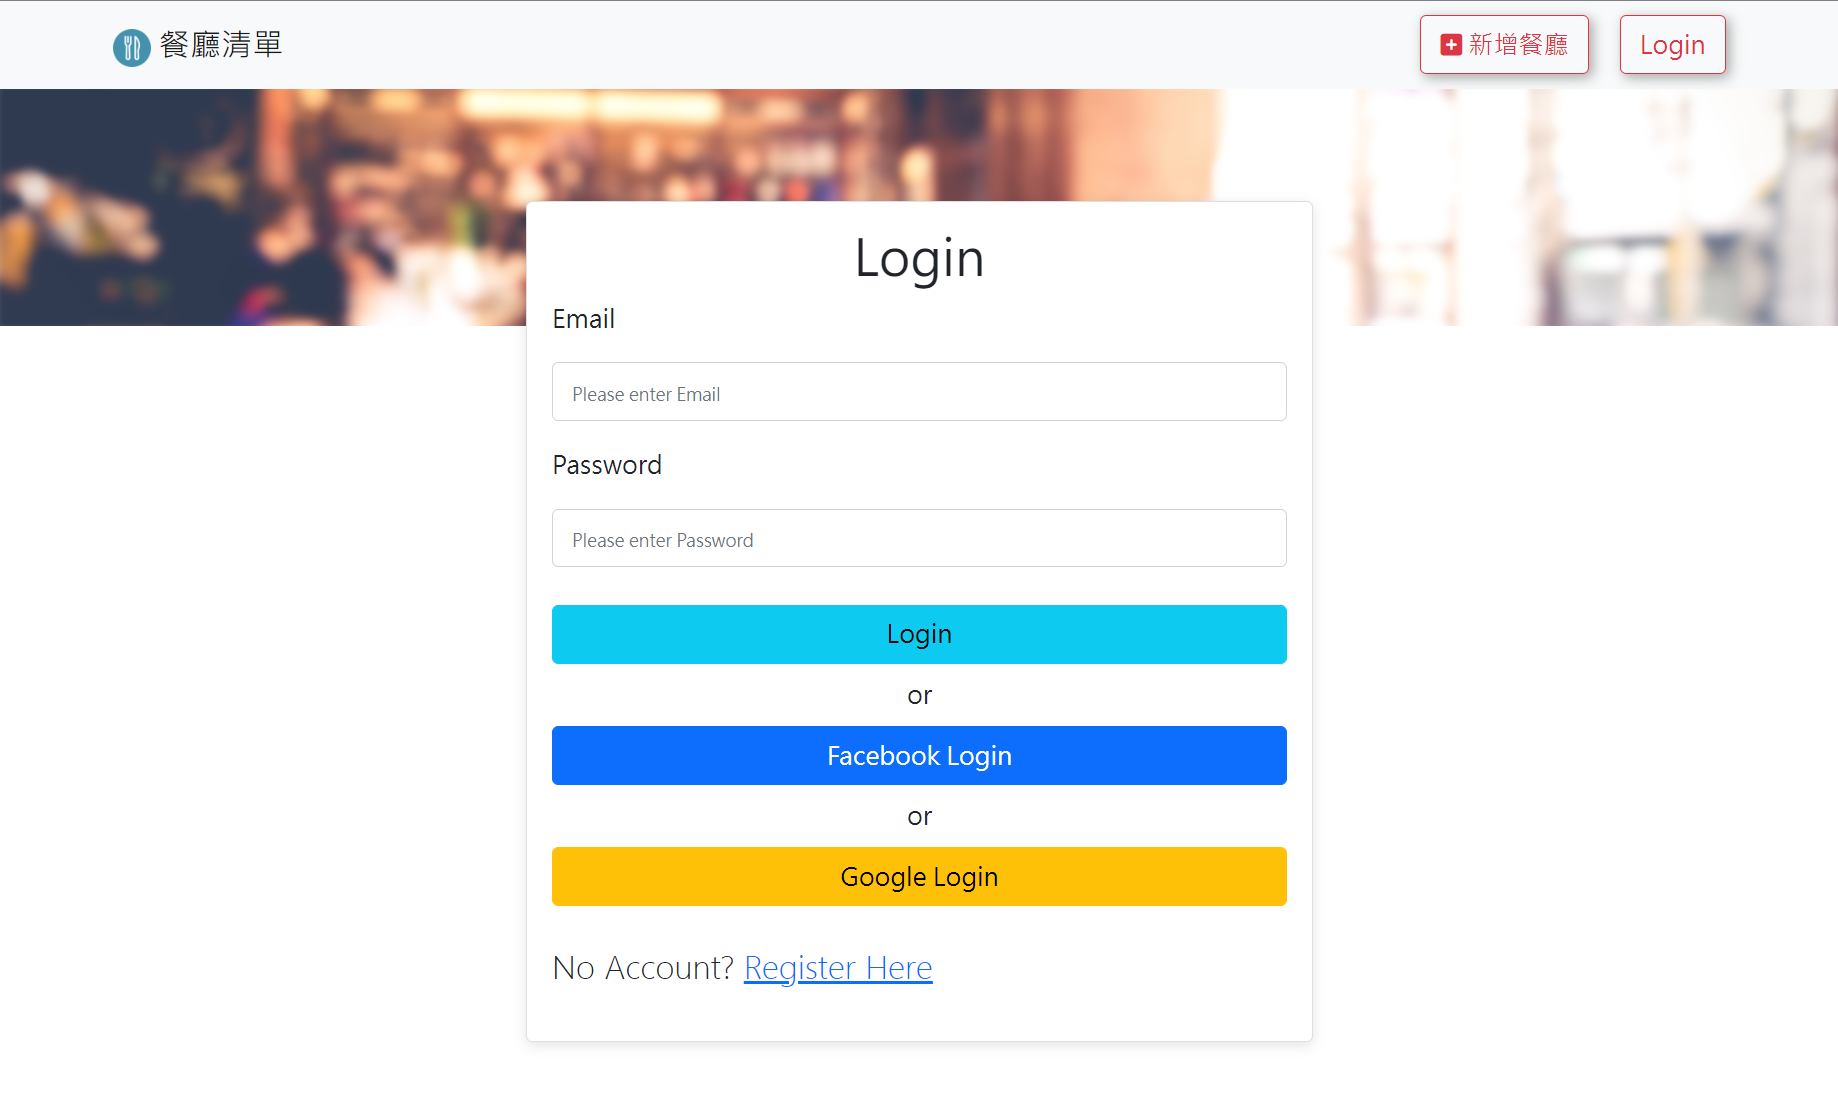 餐廳清單
新增餐廳
Login
Login
Email
Please enter Email
Password
Please enter Password
Login
or
Facebook Login
or
Google Login
No Account? Register Here